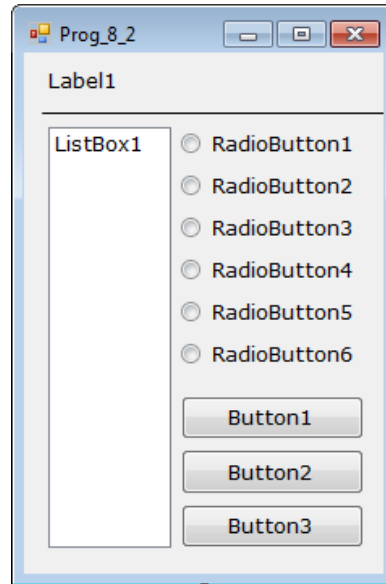 Prog_8_2
Label1
ListBox1
RadioButton1
RadioButton2
RadioButton3
RadioButton4
RadioButton5
RadioButton6
Button1
Button2
Button3